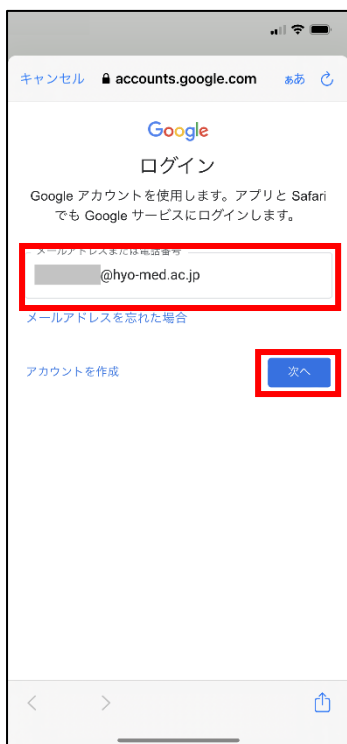 キャンセル accounts.google.com ぁあ
Google
ログイン
Google アカウントを使用します。アプリと Safari
でも Google サービスにログインします。
メールアドレスまたは電話番号
@hyo-med.ac.jp
メールアドレスを忘れた場合
アカウントを作成 次へ